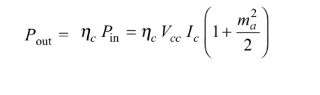 P_out = η_c P_in = η_c V_cc I_c (1 + m_a^2/2)